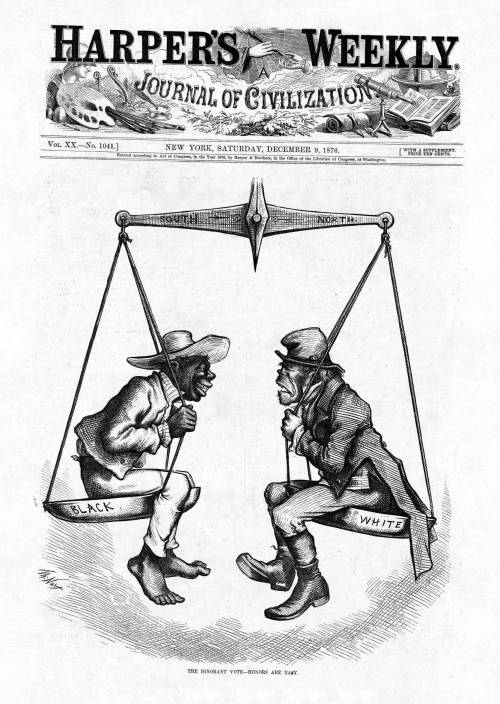 HARPER'S WEEKLY.
A
JOURNAL OF CIVILIZATION
VOL. XX.—NO. 1041.]
NEW YORK, SATURDAY, DECEMBER 9, 1876.
[WITH A SUPPLEMENT.
PRICE TEN CENTS.
Entered according to Act of Congress, in the Year 1876, by Harper & Brothers, in the Office of the Librarian of Congress, at Washington.
SOUTH
NORTH.
BLACK
WHITE
Th. Nast
THE IGNORANT VOTE—HONORS ARE EASY.